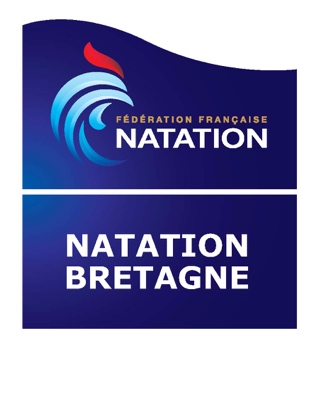 FÉDÉRATION FRANÇAISE
NATATION
NATATION
BRETAGNE